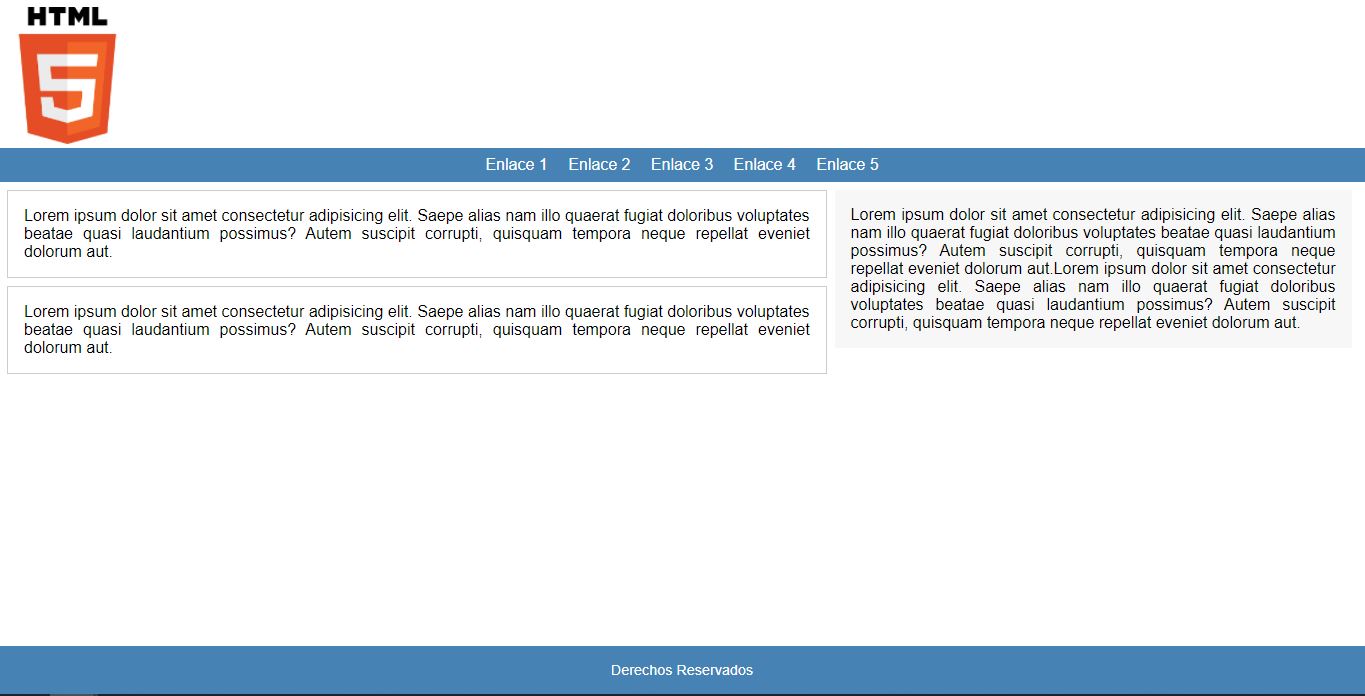 HTML
5
Enlace 1 Enlace 2 Enlace 3 Enlace 4 Enlace 5
Lorem ipsum dolor sit amet consectetur adipisicing elit. Saepe alias nam illo quaerat fugiat doloribus voluptates
beatae quasi laudantium possimus? Autem suscipit corrupti, quisquam tempora neque repellat eveniet
dolorum aut.
Lorem ipsum dolor sit amet consectetur adipisicing elit. Saepe alias nam illo quaerat fugiat doloribus voluptates
beatae quasi laudantium possimus? Autem suscipit corrupti, quisquam tempora neque repellat eveniet
dolorum aut.
Lorem ipsum dolor sit amet consectetur adipisicing elit. Saepe alias
nam illo quaerat fugiat doloribus voluptates beatae quasi laudantium
possimus? Autem suscipit corrupti, quisquam tempora neque
repellat eveniet dolorum aut.Lorem ipsum dolor sit amet consectetur
adipisicing elit. Saepe alias nam illo quaerat fugiat doloribus
voluptates beatae quasi laudantium possimus? Autem suscipit
corrupti, quisquam tempora neque repellat eveniet dolorum aut.
Derechos Reservados